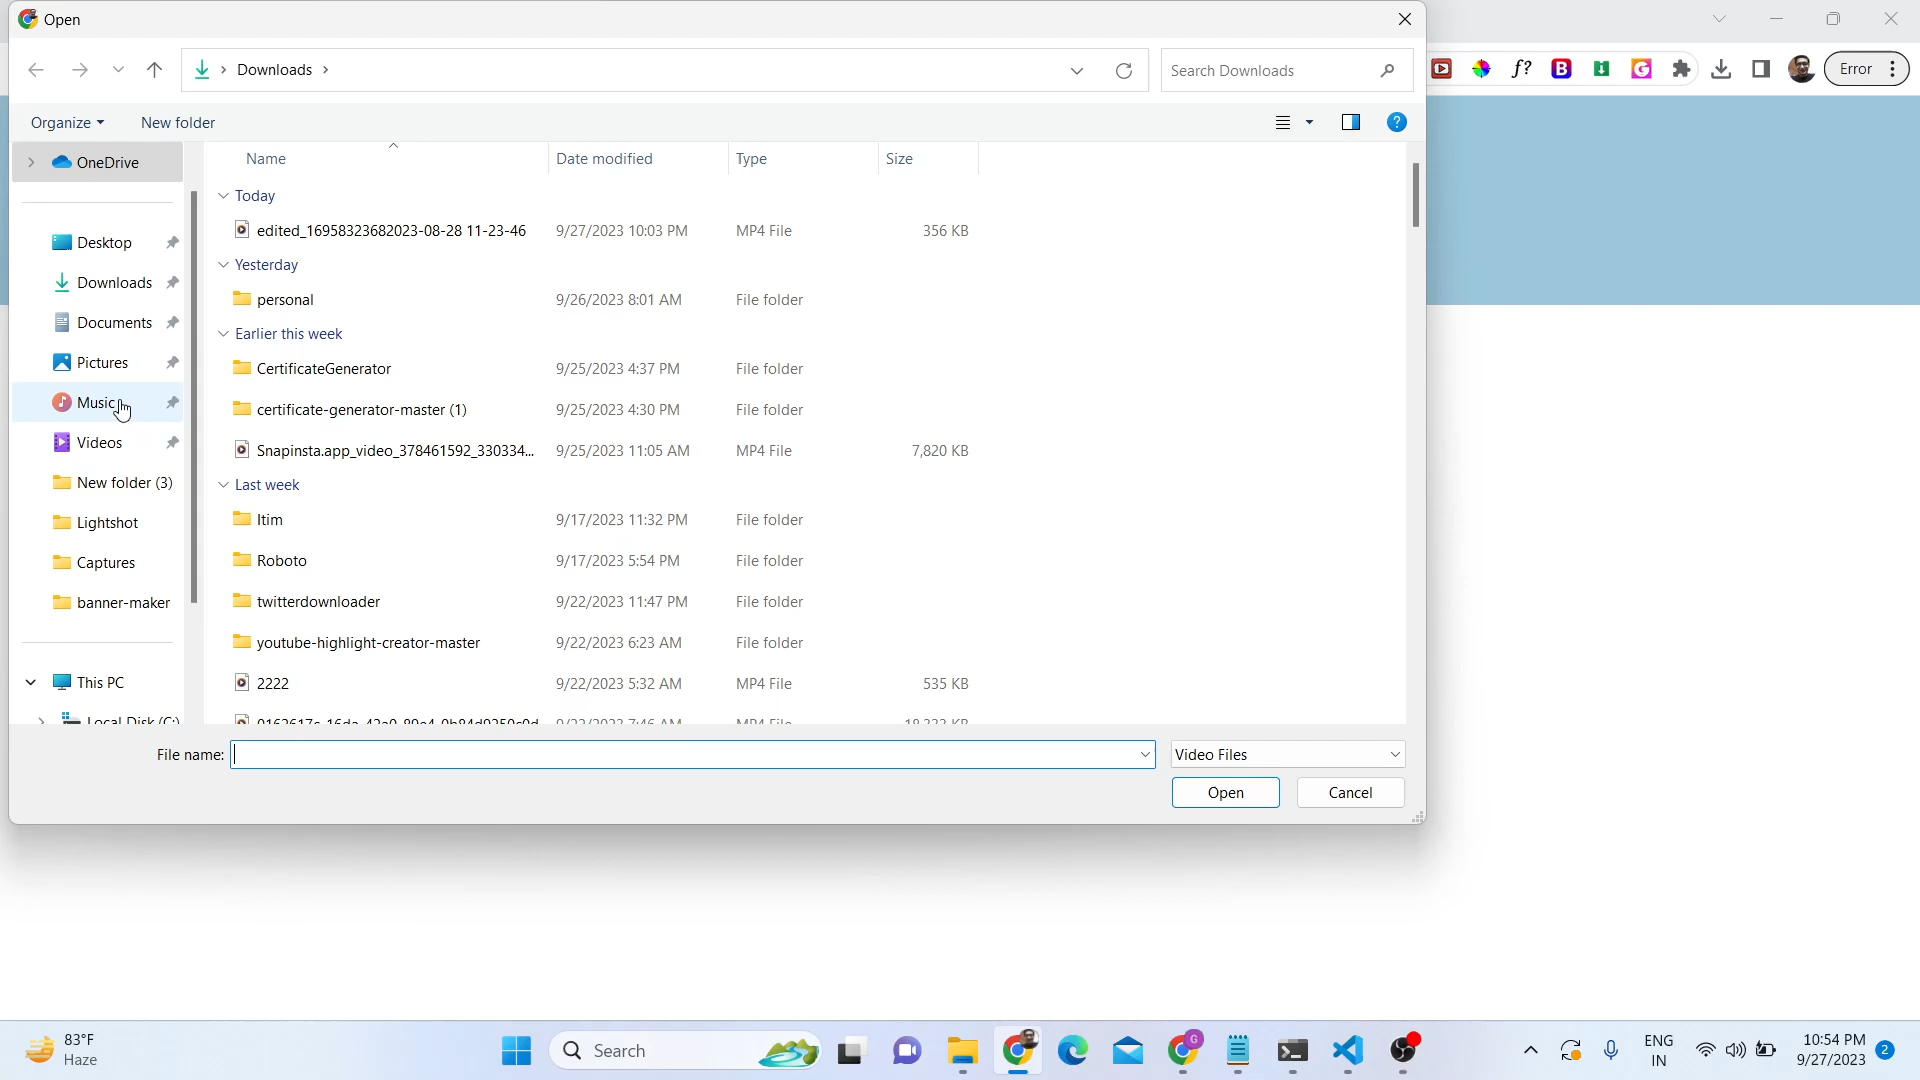 Open
Downloads
Search Downloads
f?
B
G
Error
Organize
New folder
?
OneDrive
Name
Date modified
Type
Size
Today
edited_16958323682023-08-28 11-23-46
9/27/2023 10:03 PM
MP4 File
356 KB
Desktop
Yesterday
Downloads
personal
9/26/2023 8:01 AM
File folder
Documents
Earlier this week
Pictures
CertificateGenerator
9/25/2023 4:37 PM
File folder
Music
certificate-generator-master (1)
9/25/2023 4:30 PM
File folder
Videos
Snapinsta.app_video_378461592_330334...
9/25/2023 11:05 AM
MP4 File
7,820 KB
New folder (3)
Last week
Lightshot
Itim
9/17/2023 11:32 PM
File folder
Captures
Roboto
9/17/2023 5:54 PM
File folder
banner-maker
twitterdownloader
9/22/2023 11:47 PM
File folder
youtube-highlight-creator-master
9/22/2023 6:23 AM
File folder
This PC
2222
9/22/2023 5:32 AM
MP4 File
535 KB
Local Disk (C:)
File name:
Video Files
Open
Cancel
83°F
Haze
Search
G
ENG
IN
10:54 PM
9/27/2023
2